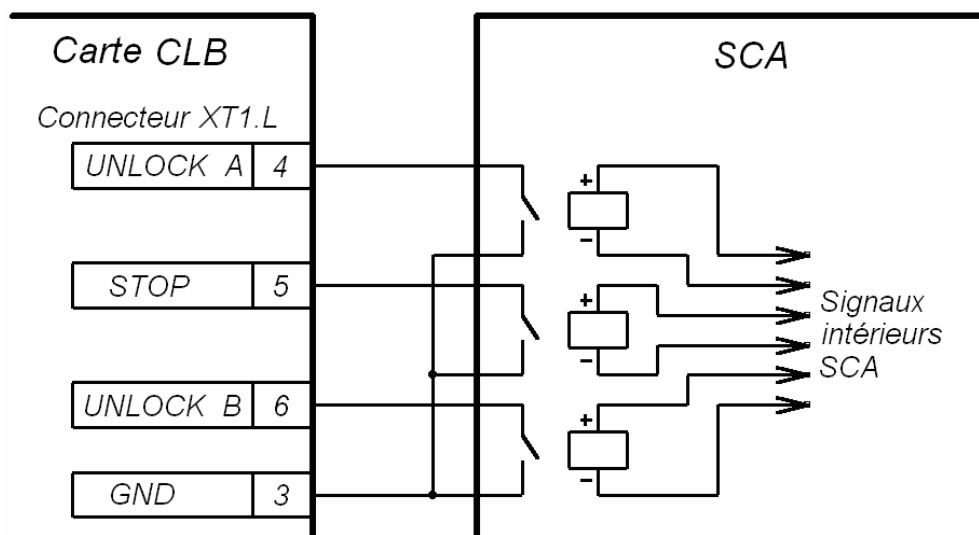 Carte CLB
SCA
Connecteur XT1.L
UNLOCK A 4
STOP 5
UNLOCK B 6
GND 3
+
−
+
−
+
−
Signaux
intérieurs
SCA